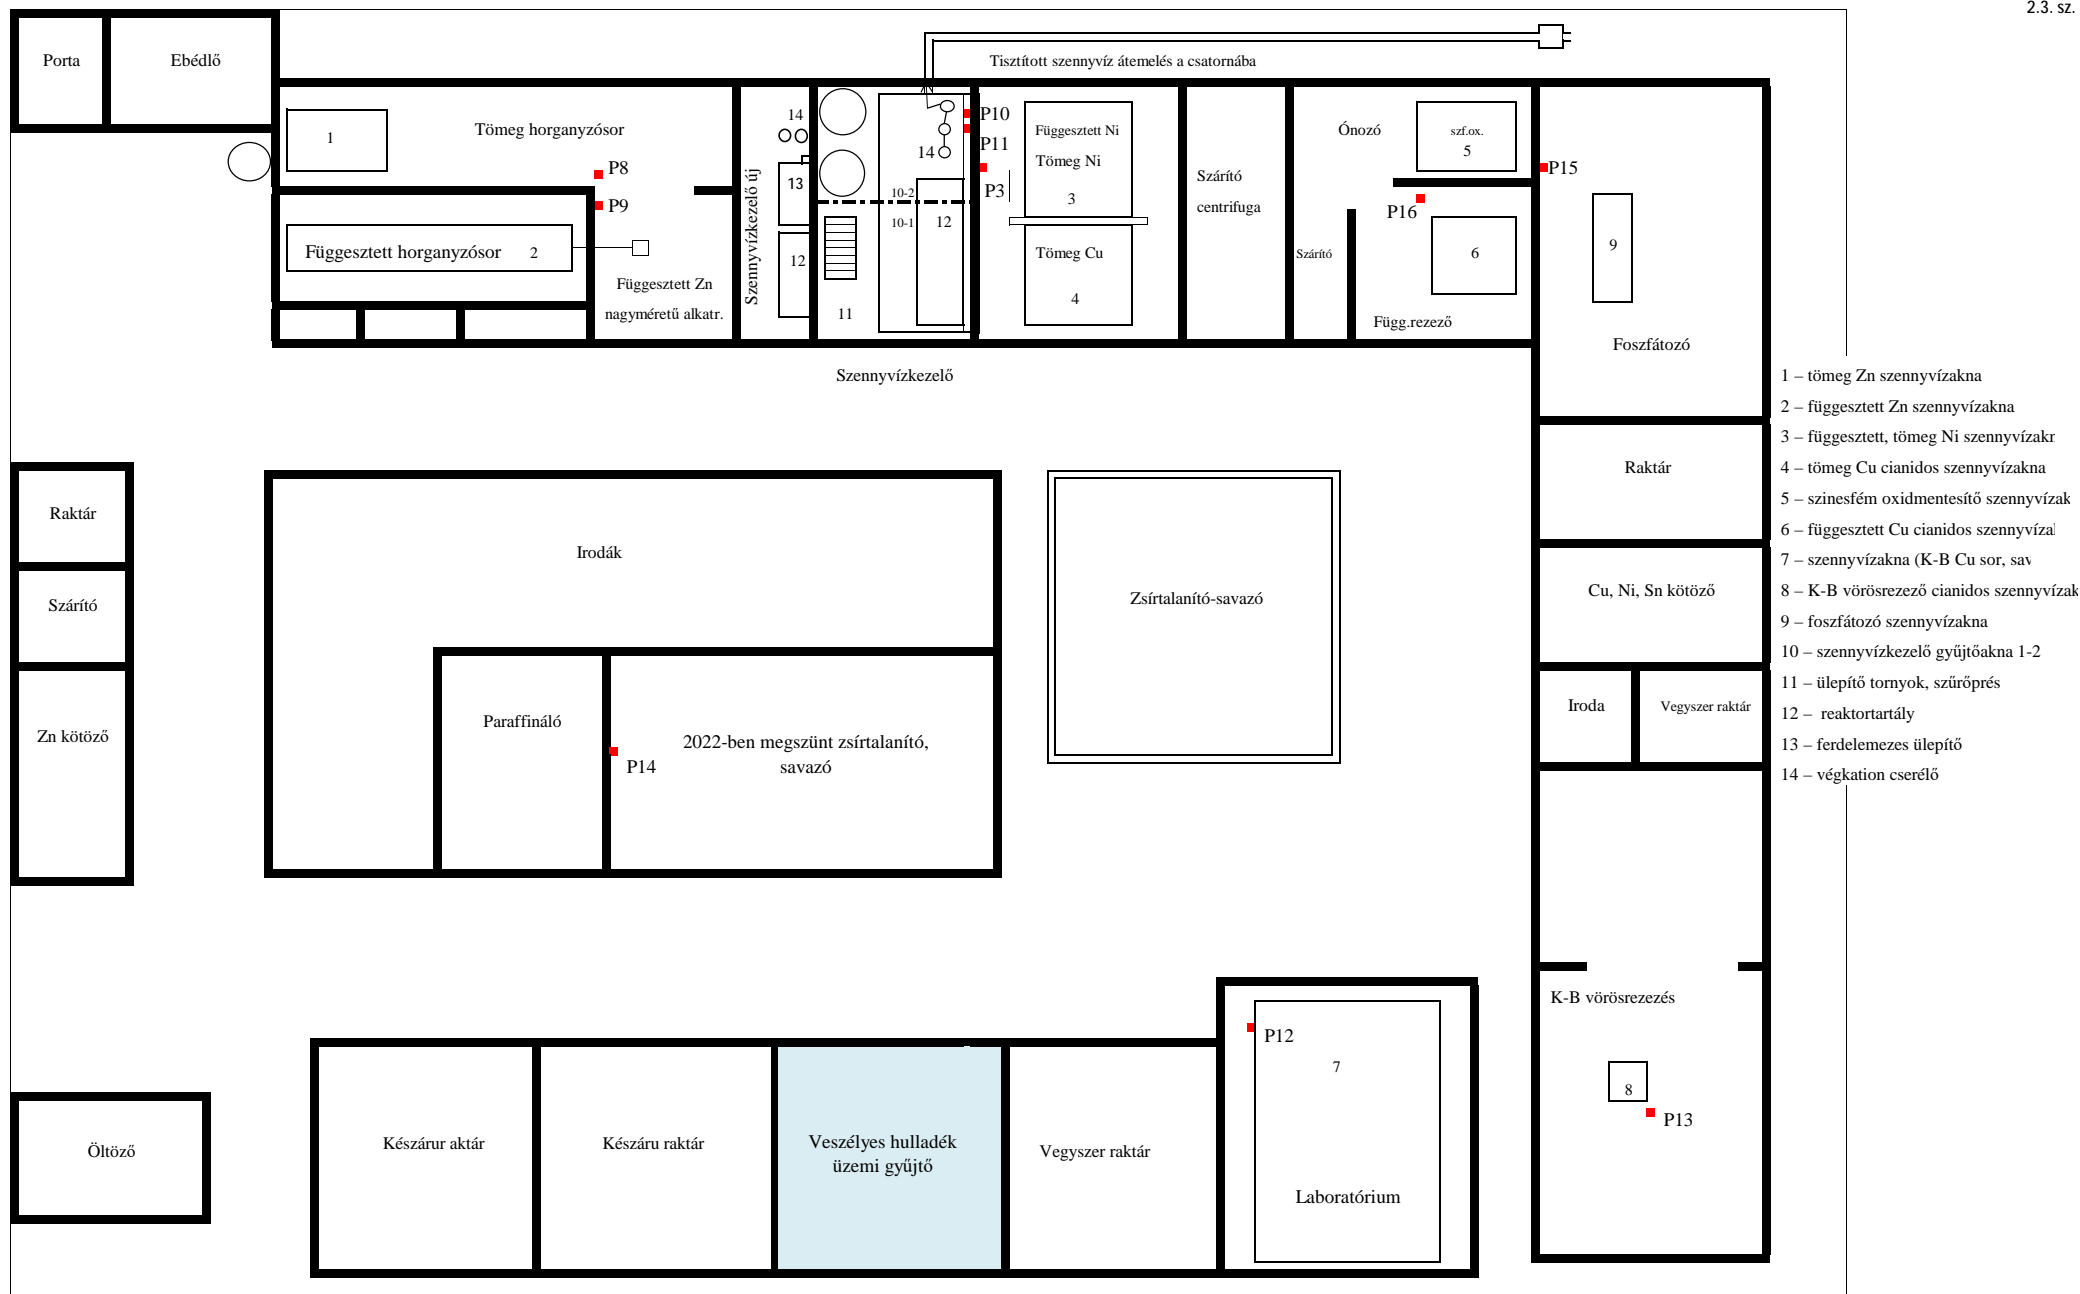 2.3. sz.
Porta
Ebédlő
Tisztított szennyvíz átemelés a csatornába
1
Tömeg horganyzósor
P8
P9
Függesztett horganyzósor 2
Függesztett Zn
nagyméretű alkatr.
Szennyvízkezelő új
14
13
12
11
14
10-2
10-1
12
P10
P11
P3
Függesztett Ni
Tömeg Ni
3
Tömeg Cu
4
Szárító
centrifuga
Ónozó
szf.ox.
5
P15
P16
6
Szárító
Függ.rezező
9
Foszfátozó
Szennyvízkezelő
1 – tömeg Zn szennyvízakna
2 – függesztett Zn szennyvízakna
3 – függesztett, tömeg Ni szennyvízakn
4 – tömeg Cu cianidos szennyvízakna
5 – szinesfém oxidmentesítő szennyvízak
6 – függesztett Cu cianidos szennyvízal
7 – szennyvízakna (K-B Cu sor, sav
8 – K-B vörösrezező cianidos szennyvízak
9 – foszfátozó szennyvízakna
10 – szennyvízkezelő gyűjtőakna 1-2
11 – ülepítő tornyok, szűrőprés
12 – reaktortartály
13 – ferdelemezes ülepítő
14 – végkation cserélő
Raktár
Szárító
Zn kötöző
Irodák
Paraffináló
P14
2022-ben megszünt zsírtalanító,
savazó
Zsírtalanító-savazó
Raktár
Cu, Ni, Sn kötöző
Iroda
Vegyszer raktár
K-B vörösrezezés
8
P13
Öltöző
Készárur aktár
Készáru raktár
Veszélyes hulladék
üzemi gyűjtő
Vegyszer raktár
P12
7
Laboratórium